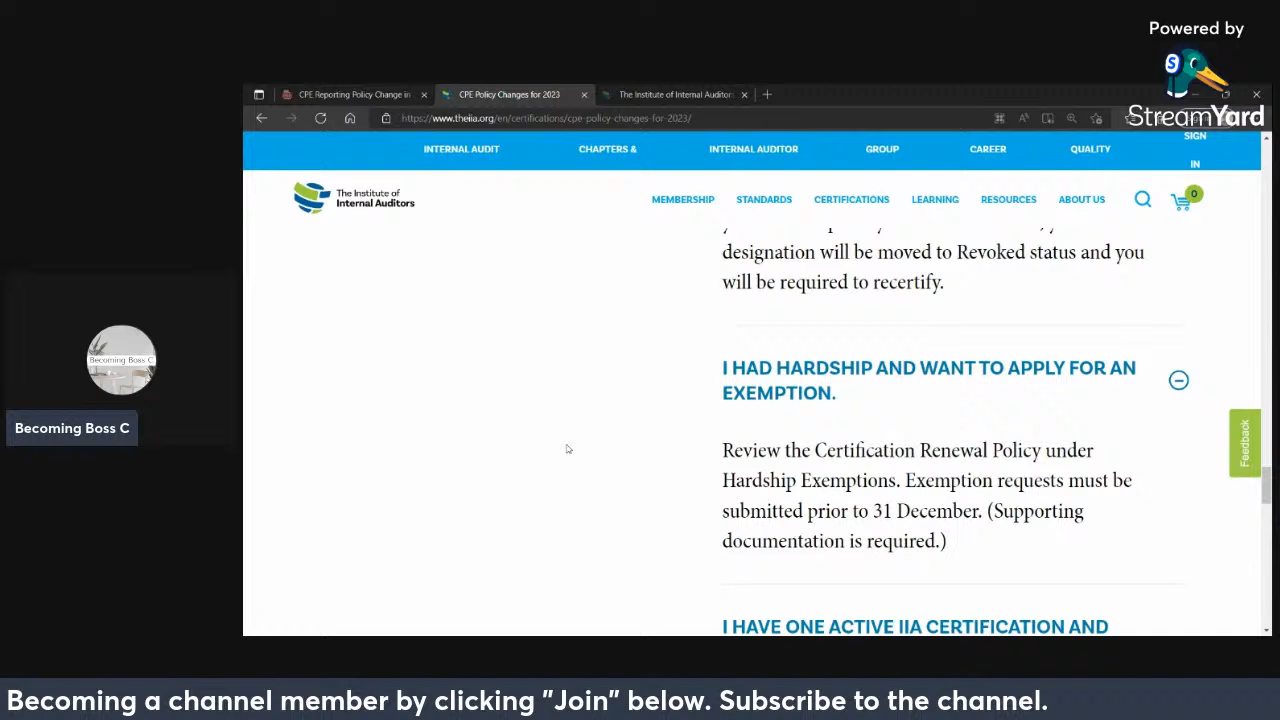 Powered by
StreamYard
CPE Reporting Policy Change in
CPE Policy Changes for 2023
The Institute of Internal Auditor
https://www.theiia.org/en/certifications/cpe-policy-changes-for-2023/
INTERNAL AUDIT
CHAPTERS &
INTERNAL AUDITOR
GROUP
CAREER
QUALITY
SIGN
IN
The Institute of
Internal Auditors
MEMBERSHIP
STANDARDS
CERTIFICATIONS
LEARNING
RESOURCES
ABOUT US
0
designation will be moved to Revoked status and you
will be required to recertify.
I HAD HARDSHIP AND WANT TO APPLY FOR AN
EXEMPTION.
Review the Certification Renewal Policy under
Hardship Exemptions. Exemption requests must be
submitted prior to 31 December. (Supporting
documentation is required.)
I HAVE ONE ACTIVE IIA CERTIFICATION AND
Feedback
Becoming Boss C
Becoming Boss C
Becoming a channel member by clicking "Join" below. Subscribe to the channel.